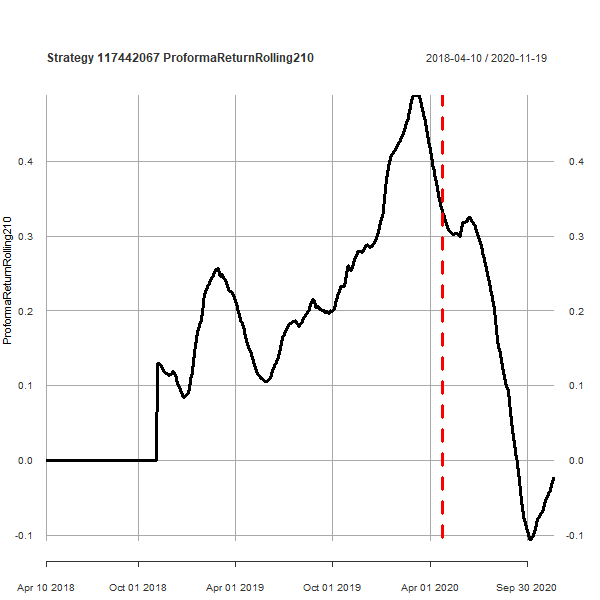 Strategy 117442067 ProformaReturnRolling210
2018-04-10 / 2020-11-19
ProformaReturnRolling210
0.4 0.4
0.3 0.3
0.2 0.2
0.1 0.1
0.0 0.0
-0.1 -0.1
Apr 10 2018 Oct 01 2018 Apr 01 2019 Oct 01 2019 Apr 01 2020 Sep 30 2020